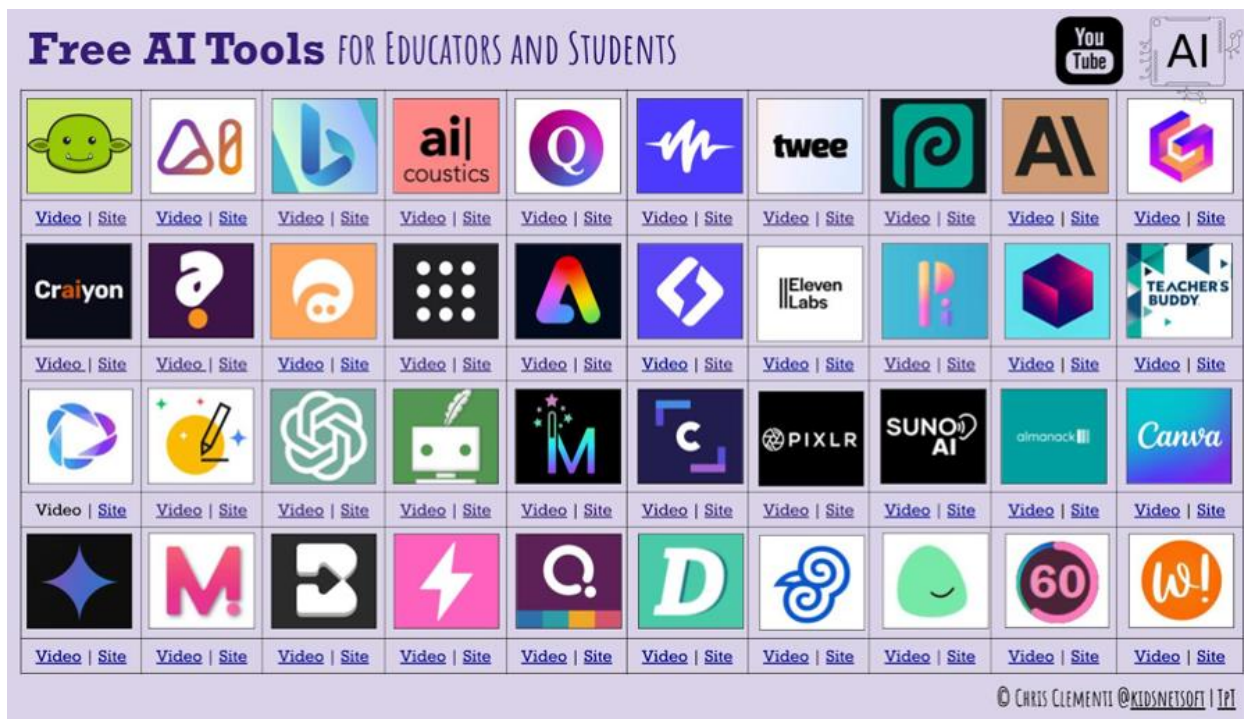 Free AI Tools FOR EDUCATORS AND STUDENTS
You
Tube
AI
ai|
coustics
Q
twee
AI
Video | Site Video | Site Video | Site Video | Site Video | Site Video | Site Video | Site Video | Site Video | Site Video | Site
Craiyon
a
IIElevenLabs
Pi
TEACHER'S
BUDDY
Video | Site Video | Site Video | Site Video | Site Video | Site Video | Site Video | Site Video | Site Video | Site Video | Site
M
C
PIXLR
SUNO
AI
almanack
Canva
Video | Site Video | Site Video | Site Video | Site Video | Site Video | Site Video | Site Video | Site Video | Site Video | Site
M
B
Q
D
60
w!
Video | Site Video | Site Video | Site Video | Site Video | Site Video | Site Video | Site Video | Site Video | Site Video | Site
© CHRIS CLEMENTI @KIDSNETSOFT | TPT